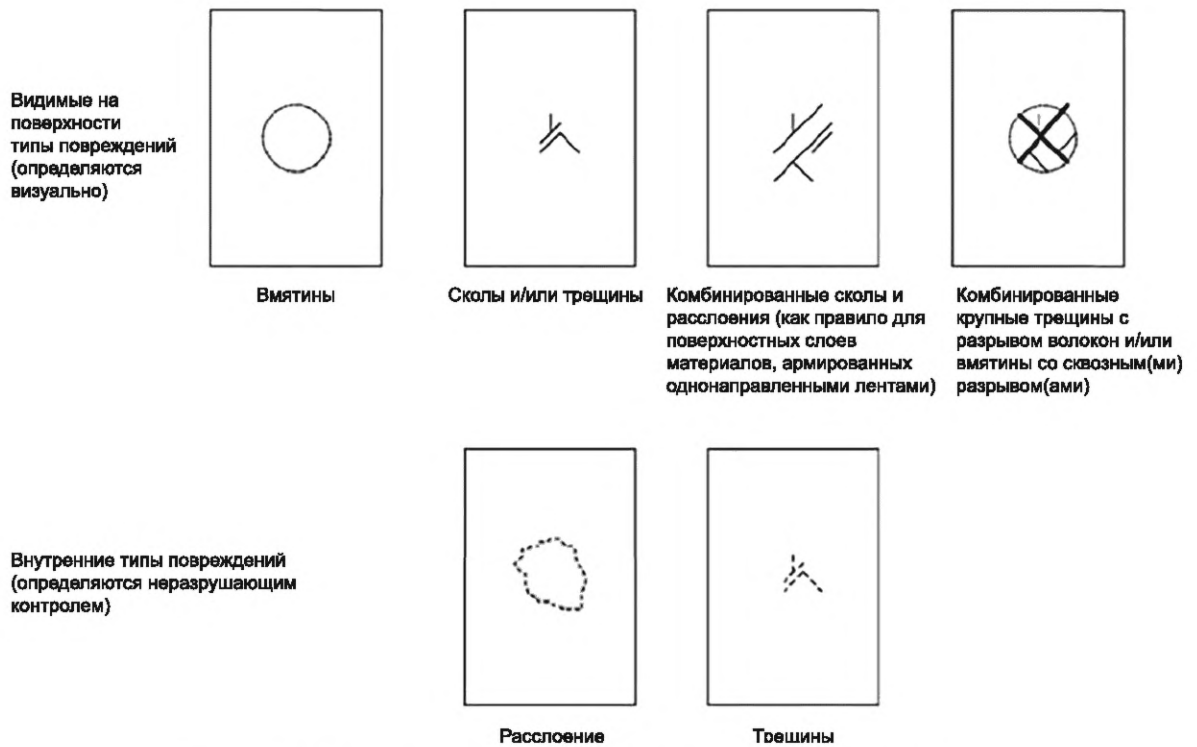 Видимые на
поверхности
типы повреждений
(определяются
визуально)
Вмятины
Сколы и/или трещины
Комбинированные сколы и
расслоения (как правило для
поверхностных слоев
материалов, армированных
однонаправленными лентами)
Комбинированные
крупные трещины с
разрывом волокон и/или
вмятины со сквозным(ми)
разрывом(ами)
Внутренние типы повреждений
(определяются неразрушающим
контролем)
Расслоение
Трещины